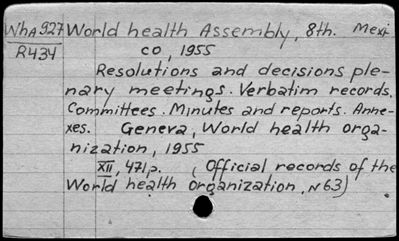 WhA 927 World health Assembly, 8th. Mexi
R434 co, 1955
Resolutions and decisions ple-
nary meetings. Verbatim records.
Committees. Minutes and reports. Anne-
xes. Geneva, World health orga-
nization, 1955
XII, 471p. (Official records of the
World health organization, N63)